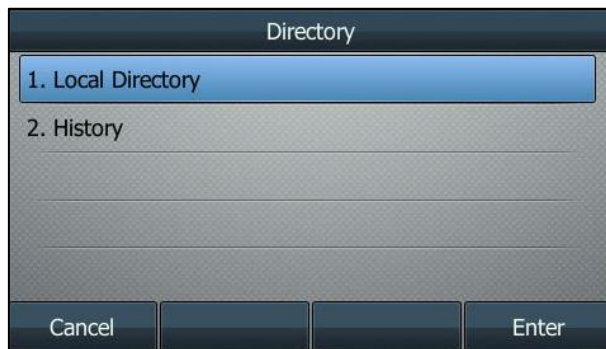 Directory
1. Local Directory
2. History
Cancel
Enter